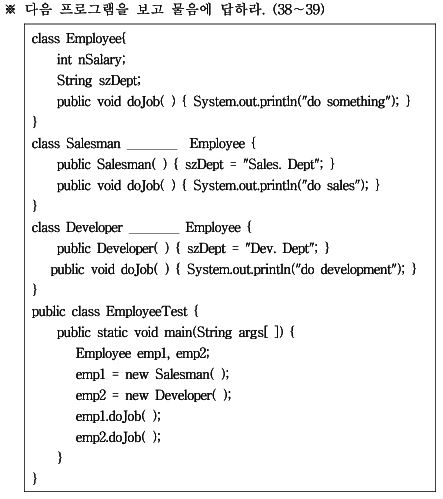 ※ 다음 프로그램을 보고 물음에 답하라. (38~39)
class Employee{
int nSalary;
String szDept;
public void doJob( ) { System.out.println("do something"); }
}
class Salesman _______ Employee {
public Salesman( ) { szDept = "Sales. Dept"; }
public void doJob( ) { System.out.println("do sales"); }
}
class Developer _______ Employee {
public Developer( ) { szDept = "Dev. Dept"; }
public void doJob( ) { System.out.println("do development"); }
}
public class EmployeeTest {
public static void main(String args[ ]) {
Employee emp1, emp2;
emp1 = new Salesman( );
emp2 = new Developer( );
emp1.doJob( );
emp2.doJob( );
}
}